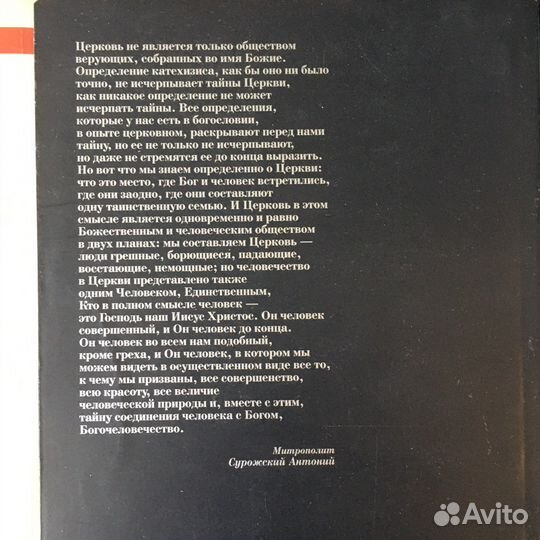 Церковь не является только обществом
верующих, собранных во имя Божие.
Определение катехизиса, как бы оно ни было
точно, не исчерпывает тайны Церкви,
как никакое определение не может
исчерпать тайны. Все определения,
которые у нас есть в богословии,
в опыте церковном, раскрывают перед нами
тайну, но ее не только не исчерпывают,
но даже не стремятся ее до конца выразить.
Но вот что мы знаем определенно о Церкви:
что это место, где Бог и человек встретились,
где они заодно, где они составляют
одну таинственную семью. И Церковь в этом
смысле является одновременно и равно
Божественным и человеческим обществом
в двух планах: мы составляем Церковь —
люди грешные, борющиеся, падающие,
восстающие, немощные; но человечество
в Церкви представлено также
одним Человеком, Единственным,
Кто в полном смысле человек —
это Господь наш Иисус Христос. Он человек
совершенный, и Он человек до конца.
Он человек во всем нам подобный,
кроме греха, и Он человек, в котором мы
можем видеть в осуществленном виде все то,
к чему мы призваны, все совершенство,
всю красоту, все величие
человеческой природы и, вместе с этим,
тайну соединения человека с Богом,
Богочеловечество.
Митрополит
Сурожский Антоний
Avito